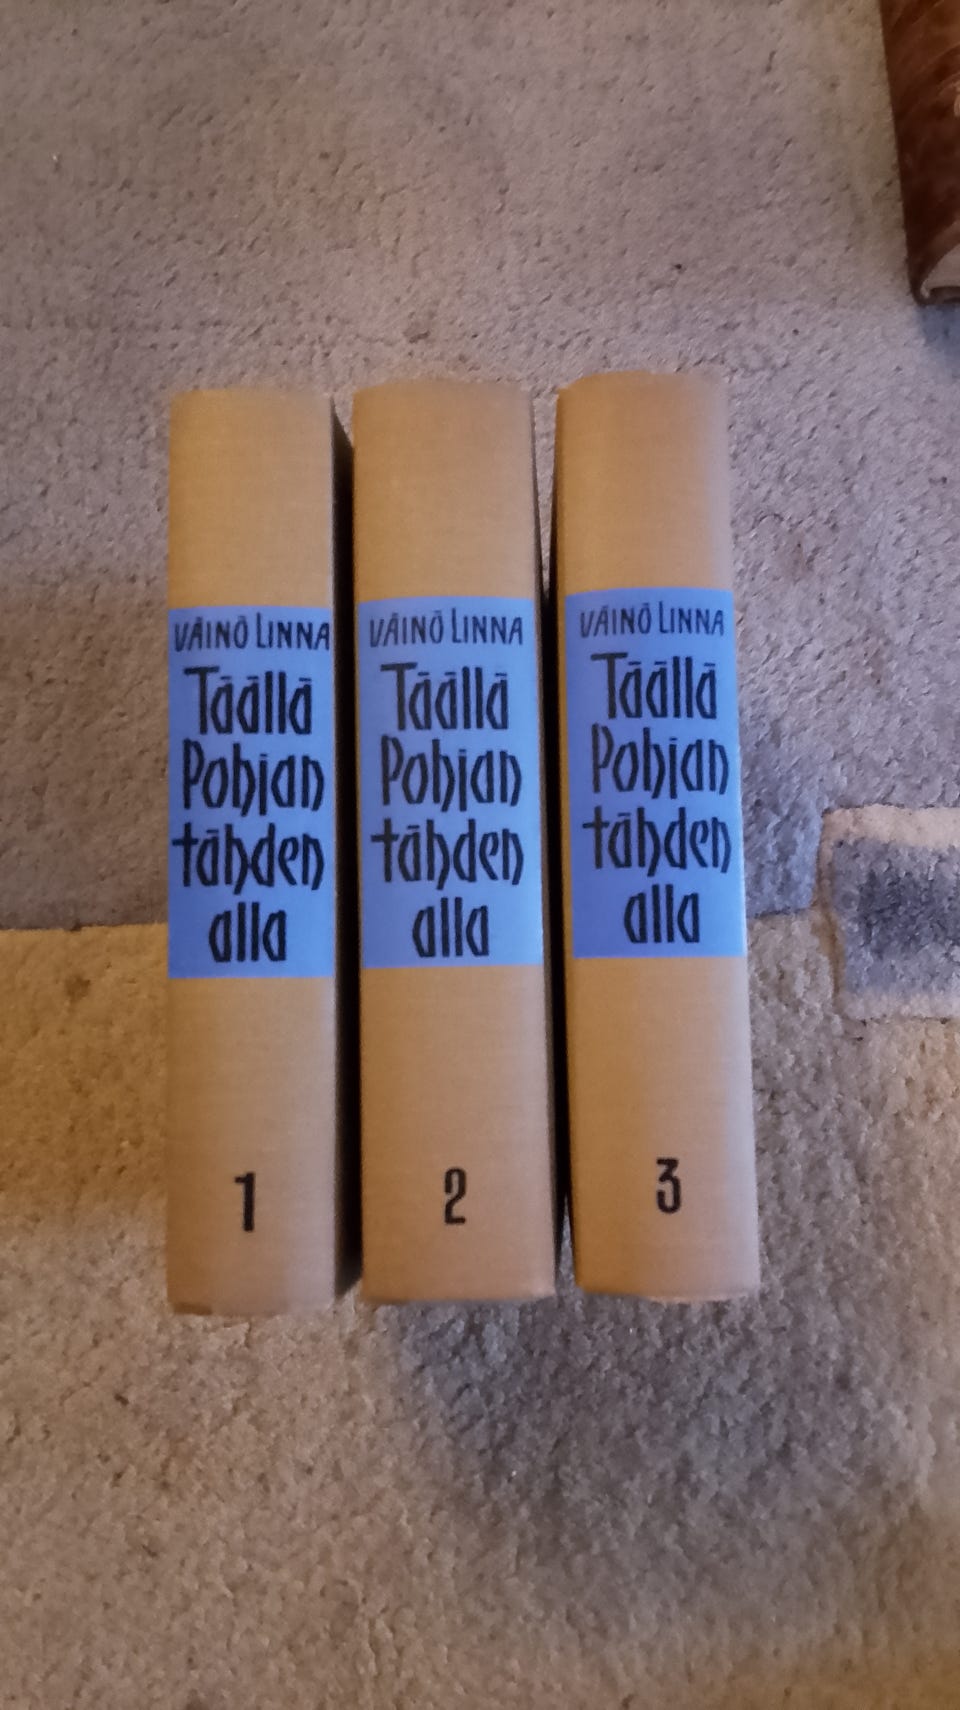 VÄINÖ LINNA
Täällä
Pohjan
tähden
alla
1
VÄINÖ LINNA
Täällä
Pohjan
tähden
alla
2
VÄINÖ LINNA
Täällä
Pohjan
tähden
alla
3